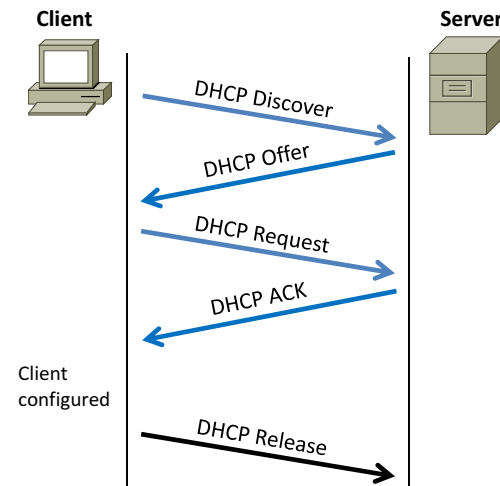 Client
Server
DHCP Discover
DHCP Offer
DHCP Request
DHCP ACK
Client
configured
DHCP Release